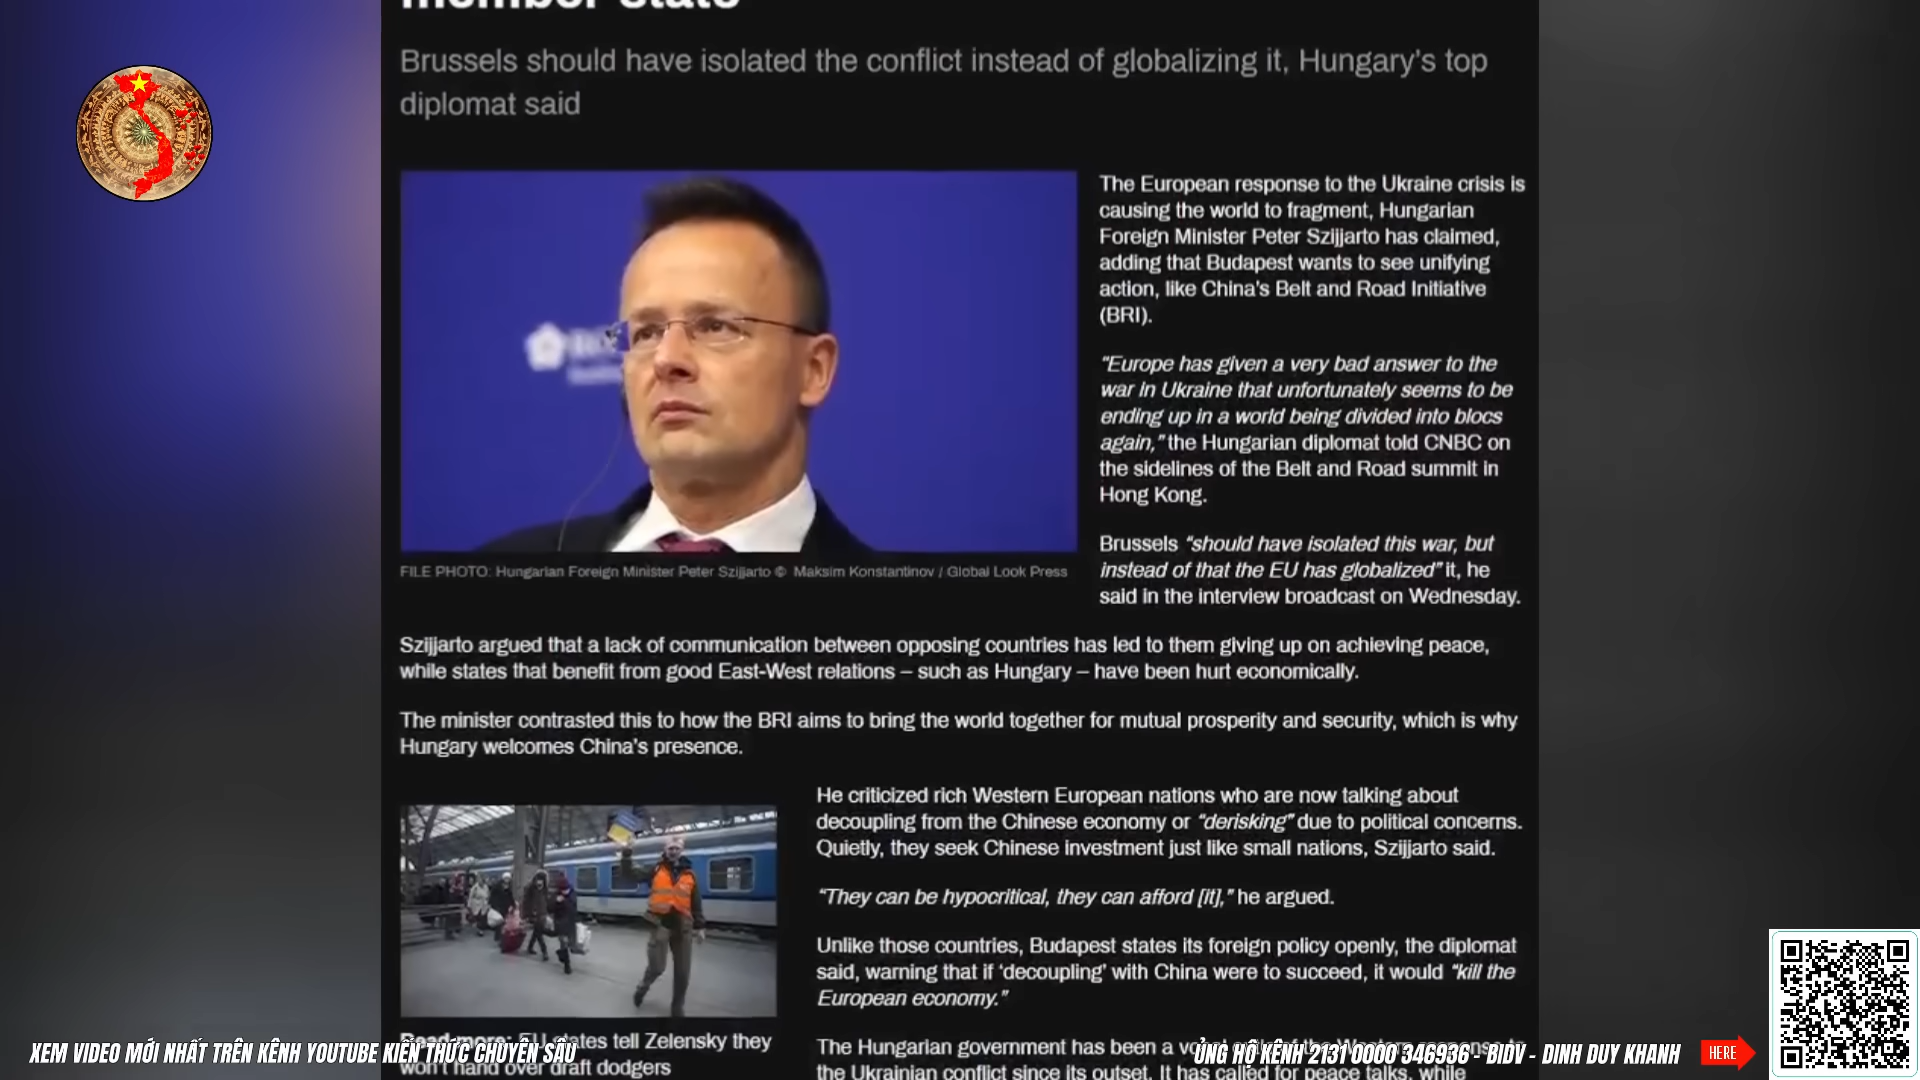 member state
Brussels should have isolated the conflict instead of globalizing it, Hungary's top
diplomat said
FILE PHOTO: Hungarian Foreign Minister Peter Szijjarto © Maksim Konstantinov / Global Look Press
The European response to the Ukraine crisis is
causing the world to fragment, Hungarian
Foreign Minister Peter Szijjarto has claimed,
adding that Budapest wants to see unifying
action, like China's Belt and Road Initiative
(BRI).
“Europe has given a very bad answer to the
war in Ukraine that unfortunately seems to be
ending up in a world being divided into blocs
again,” the Hungarian diplomat told CNBC on
the sidelines of the Belt and Road summit in
Hong Kong.
Brussels “should have isolated this war, but
instead of that the EU has globalized” it, he
said in the interview broadcast on Wednesday.
Szijjarto argued that a lack of communication between opposing countries has led to them giving up on achieving peace,
while states that benefit from good East-West relations – such as Hungary – have been hurt economically.
The minister contrasted this to how the BRI aims to bring the world together for mutual prosperity and security, which is why
Hungary welcomes China's presence.
He criticized rich Western European nations who are now talking about
decoupling from the Chinese economy or “derisking” due to political concerns.
Quietly, they seek Chinese investment just like small nations, Szijjarto said.
“They can be hypocritical, they can afford [it],” he argued.
Unlike those countries, Budapest states its foreign policy openly, the diplomat
said, warning that if ‘decoupling’ with China were to succeed, it would “kill the
European economy.”
Read more: EU states tell Zelensky they
won't hand over draft dodgers
The Hungarian government has been a
the Ukrainian conflict since its outset. It has called for peace talks, while
XEM VIDEO MỚI NHẤT TRÊN KÊNH YOUTUBE KIẾN THỨC CHUYÊN SÂU
ỦNG HỘ KÊNH 2131 0000 346936 - BIDV - DINH DUY KHANH
HERE